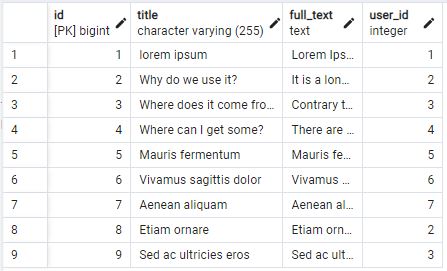 id title full_text user_id
[PK] bigint character varying (255) text integer
1 1 lorem ipsum Lorem Ips... 1
2 2 Why do we use it? It is a lon... 2
3 3 Where does it come fro... Contrary t... 3
4 4 Where can I get some? There are ... 4
5 5 Mauris fermentum Mauris fe... 5
6 6 Vivamus sagittis dolor Vivamus ... 6
7 7 Aenean aliquam Aenean al... 7
8 8 Etiam ornare Etiam orn... 2
9 9 Sed ac ultricies eros Sed ac ult... 3